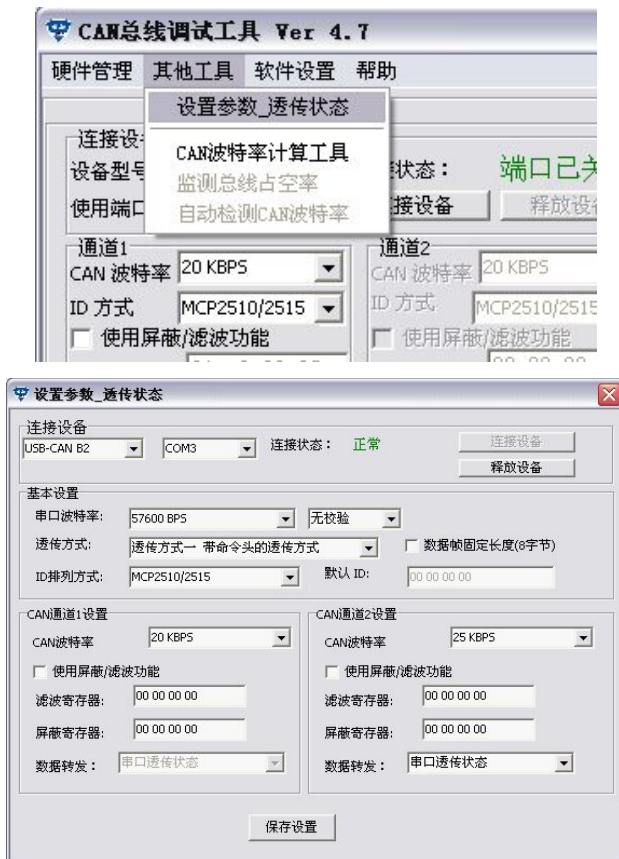 CAN总线调试工具 Ver 4.7
硬件管理 其他工具 软件设置 帮助
设置参数_透传状态
CAN波特率计算工具
监测总线占空率
自动检测CAN波特率
连接设
设备型号
状态： 端口已关
使用端口
接设备 释放设
通道1 通道2
CAN 波特率 20 KBPS CAN 波特率 20 KBPS
ID 方式 MCP2510/2515 ID 方式 MCP2510/2515
使用屏蔽/滤波功能 使用屏蔽/滤波功能
设置参数_透传状态
连接设备
USB-CAN B2 COM3 连接状态： 正常 连接设备
释放设备
基本设置
串口波特率: 57600 BPS 无校验
透传方式: 透传方式一 带命令头的透传方式 数据帧固定长度(8字节)
ID排列方式: MCP2510/2515 默认 ID: 00 00 00 00
CAN通道1设置 CAN通道2设置
CAN波特率 20 KBPS CAN波特率 25 KBPS
使用屏蔽/滤波功能 使用屏蔽/滤波功能
滤波寄存器: 00 00 00 00 滤波寄存器: 00 00 00 00
屏蔽寄存器: 00 00 00 00 屏蔽寄存器: 00 00 00 00
数据转发： 串口透传状态 数据转发： 串口透传状态
保存设置